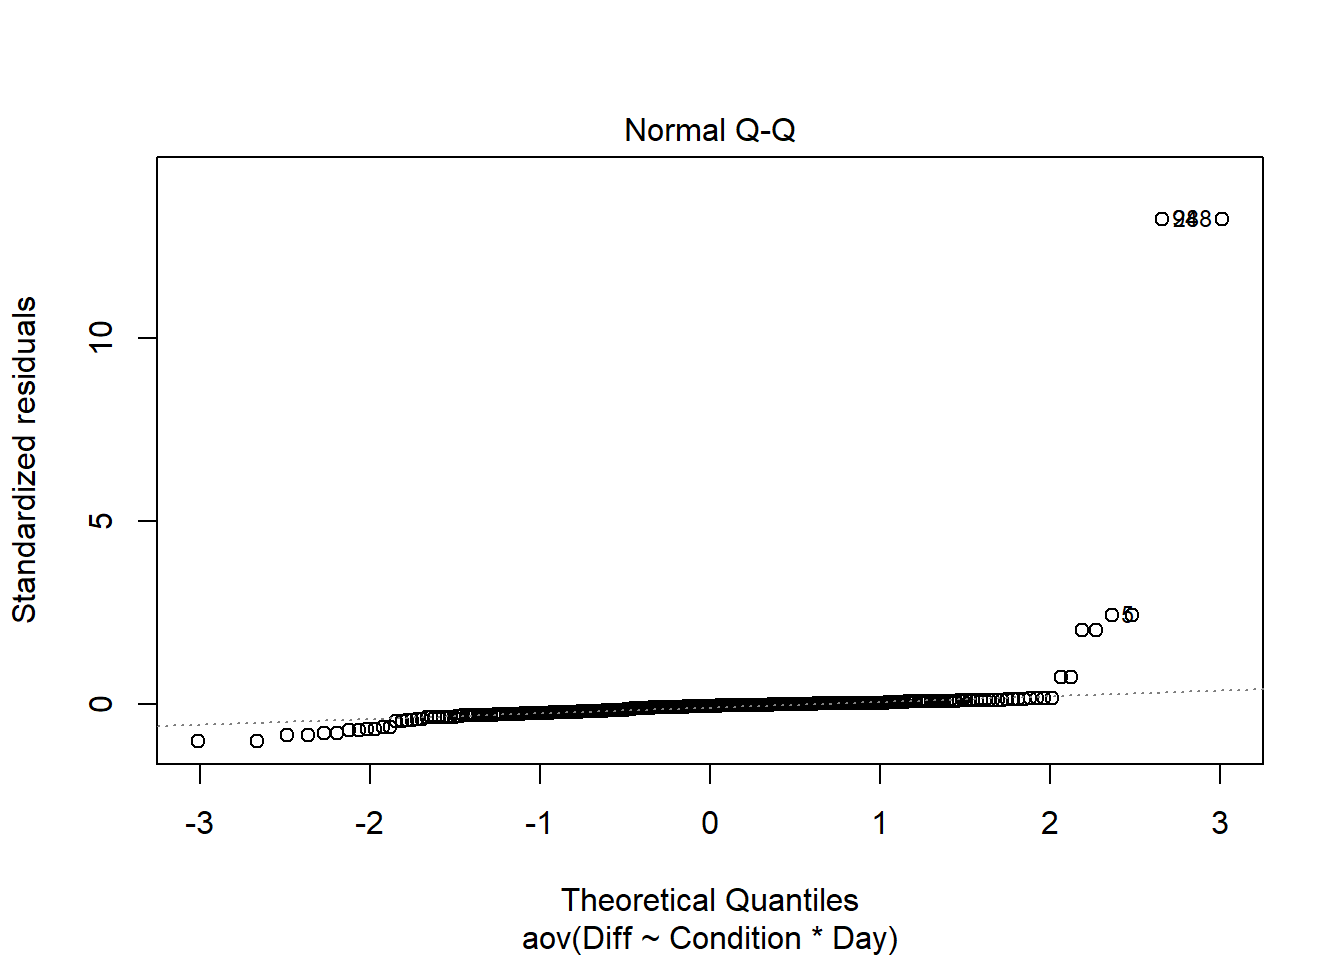 Normal Q-Q
Standardized residuals
10
5
0
5
-3 -2 -1 0 1 2 3
Theoretical Quantiles
aov(Diff ~ Condition * Day)